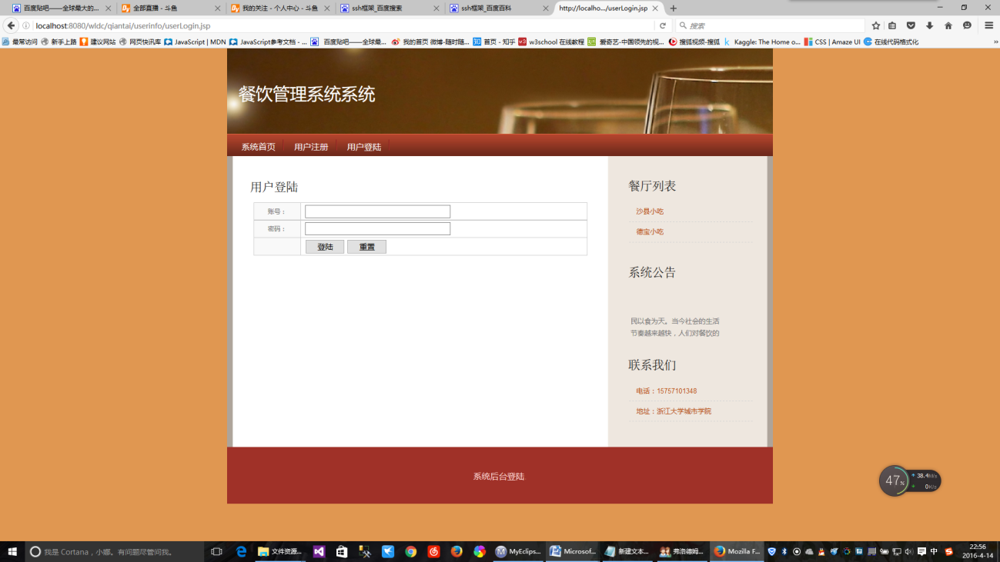 百度贴吧——全球最大的...
全部直播 - 斗鱼
我的关注 - 个人中心 - 斗鱼
ssh框架_百度搜索
ssh框架_百度百科
http://localho.../userLogin.jsp
localhost:8080/wldc/qiantai/userinfo/userLogin.jsp
搜索
最常访问 新手上路 建议网站 网页快讯库 JavaScript | MDN JavaScript参考文档 - ... 百度贴吧——全球最... 我的首页 微博-随时随... 首页 - 知乎 w3school 在线教程 爱奇艺-中国领先的视... 搜狐视频-搜狐 Kaggle: The Home o... CSS | Amaze UI 在线代码格式化
餐饮管理系统系统
系统首页 用户注册 用户登陆
用户登陆
账号：
密码：
登陆 重置
餐厅列表
沙县小吃
德宝小吃
系统公告
民以食为天。当今社会的生活
节奏越来越快，人们对餐饮的
联系我们
电话：15757101348
地址：浙江大学城市学院
系统后台登陆
47%
38.4K/s
0K/s
我是 Cortana，小娜。有问题尽管问我。
文件资源...
MyEclips...
Microsof...
新建文本...
弗洛德姆...
Mozilla F...
中
22:56
2016-4-14